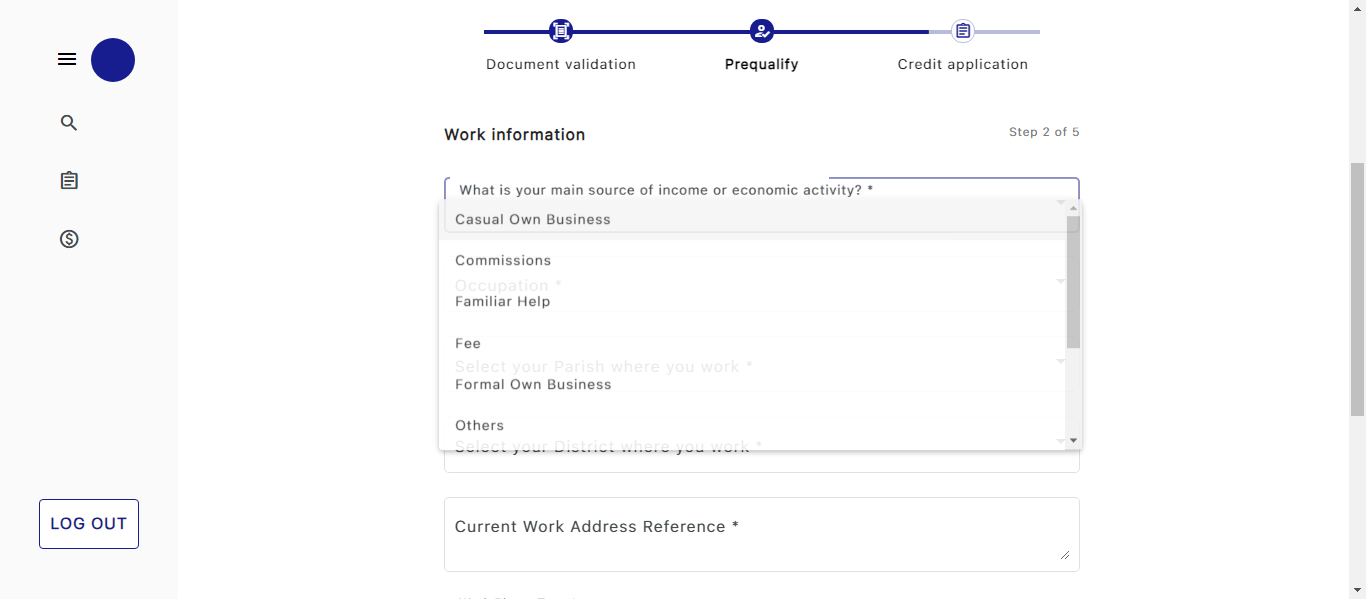 Document validation
Prequalify
Credit application
Work information
Step 2 of 5
What is your main source of income or economic activity? *
Casual Own Business
Commissions
Occupation *
Familiar Help
Fee
Select your Parish where you work *
Formal Own Business
Others
Select your District where you work *
LOG OUT
Current Work Address Reference *